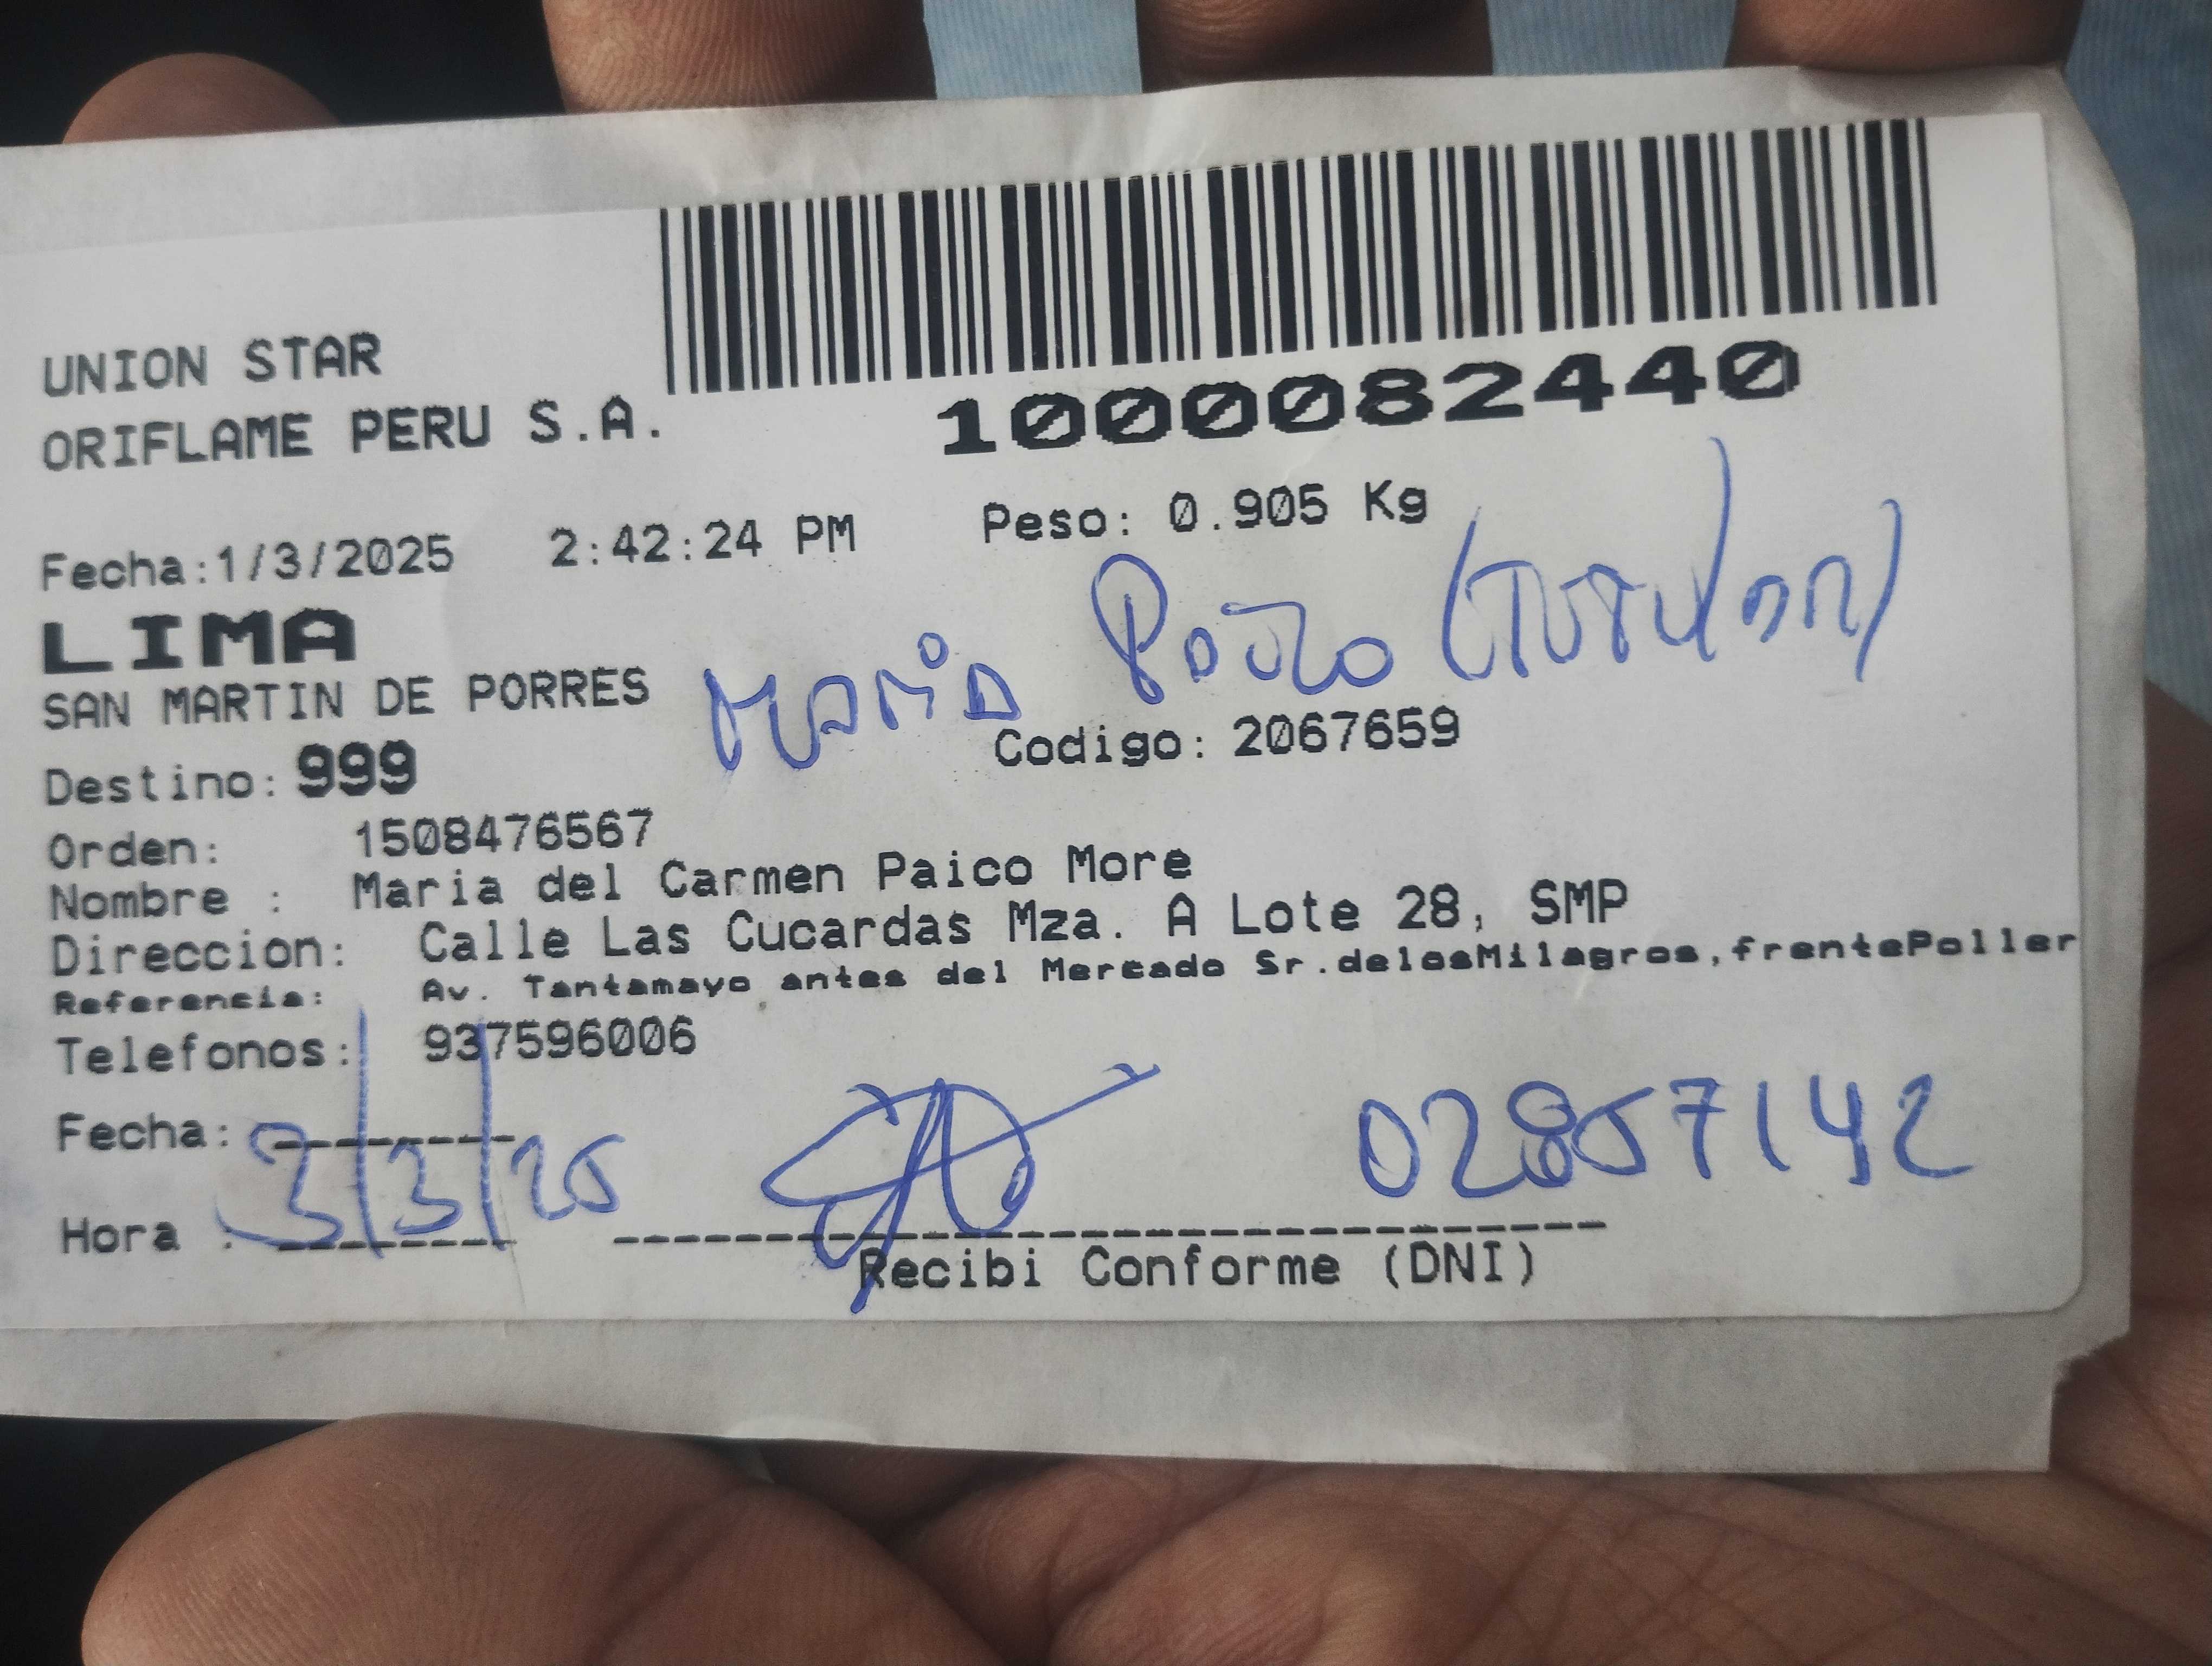 UNION STAR
ORIFLAME PERU S.A.
1000082440
Fecha:1/3/2025 2:42:24 PM Peso: 0.905 Kg
LIMA
SAN MARTIN DE PORRES
María (Titular)
Destino: 999 Codigo: 2067659
Orden: 1508476567
Nombre : Maria del Carmen Paico More
Direccion: Calle Las Cucardas Mza. A Lote 28, SMP
Referencia: Av. Tantamayo antes del Mercado Sr.delosMilagros,frentePoller
Telefonos: 937596006
Fecha: 3/3/25
02857142
Hora :
Recibi Conforme (DNI)